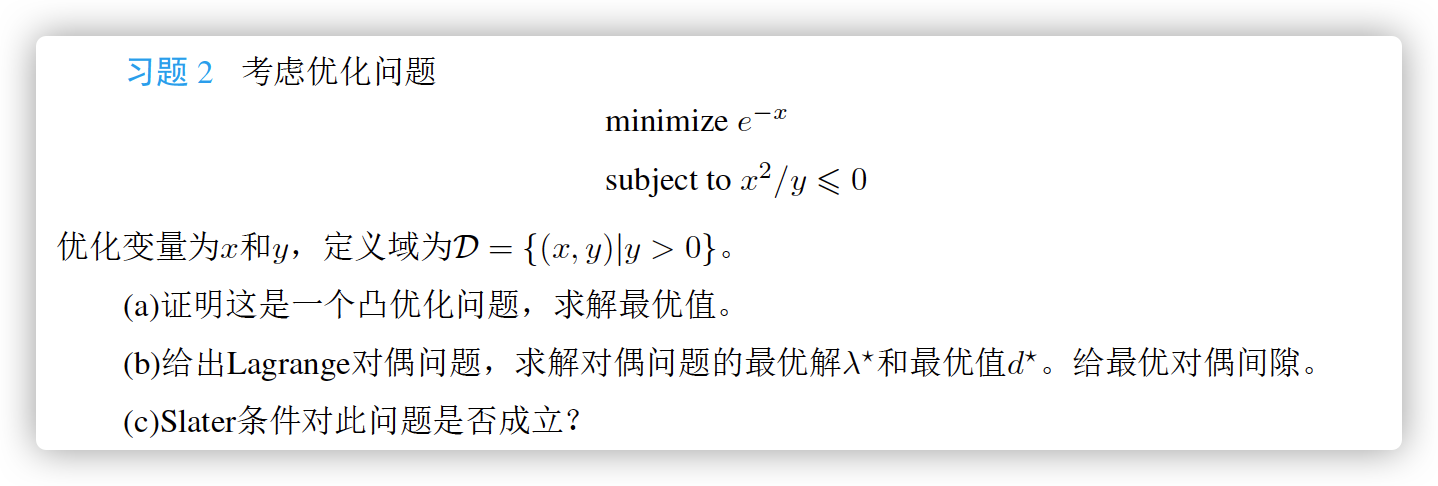 习题 2 考虑优化问题
minimize $e^{-x}$
subject to $x^2/y \leqslant 0$
优化变量为$x$和$y$，定义域为$\mathcal{D} = \{(x, y)|y > 0\}$。
(a)证明这是一个凸优化问题，求解最优值。
(b)给出Lagrange对偶问题，求解对偶问题的最优解$\lambda^\star$和最优值$d^\star$。给最优对偶间隙。
(c)Slater条件对此问题是否成立？